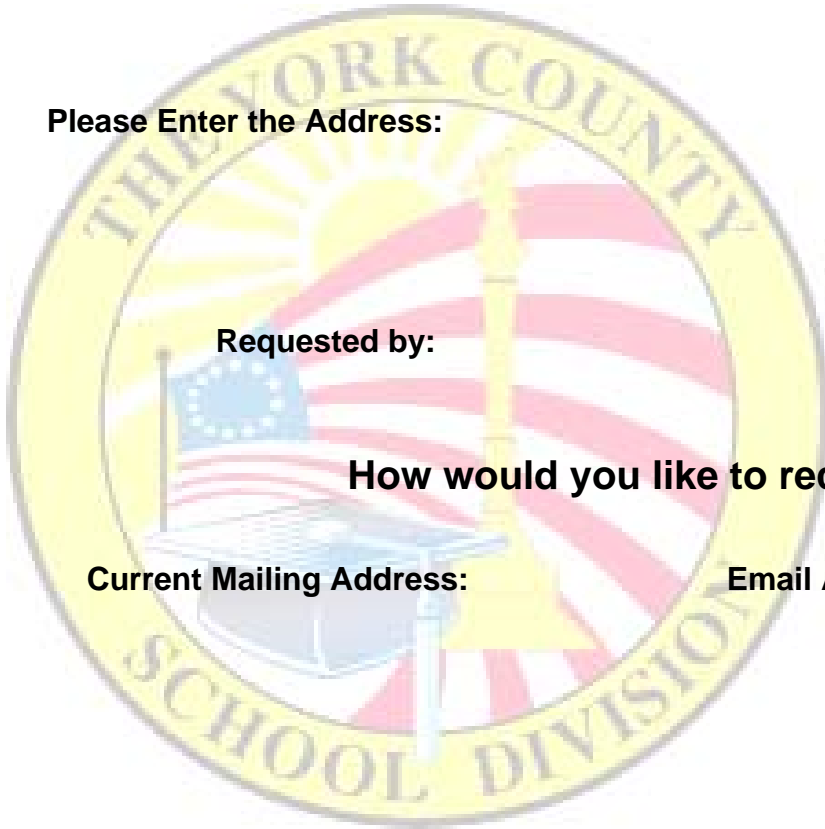 THE YORK COUNTY
Please Enter the Address:
Requested by:
How would you like to rec
Current Mailing Address:
Email A
SCHOOL DIVISION